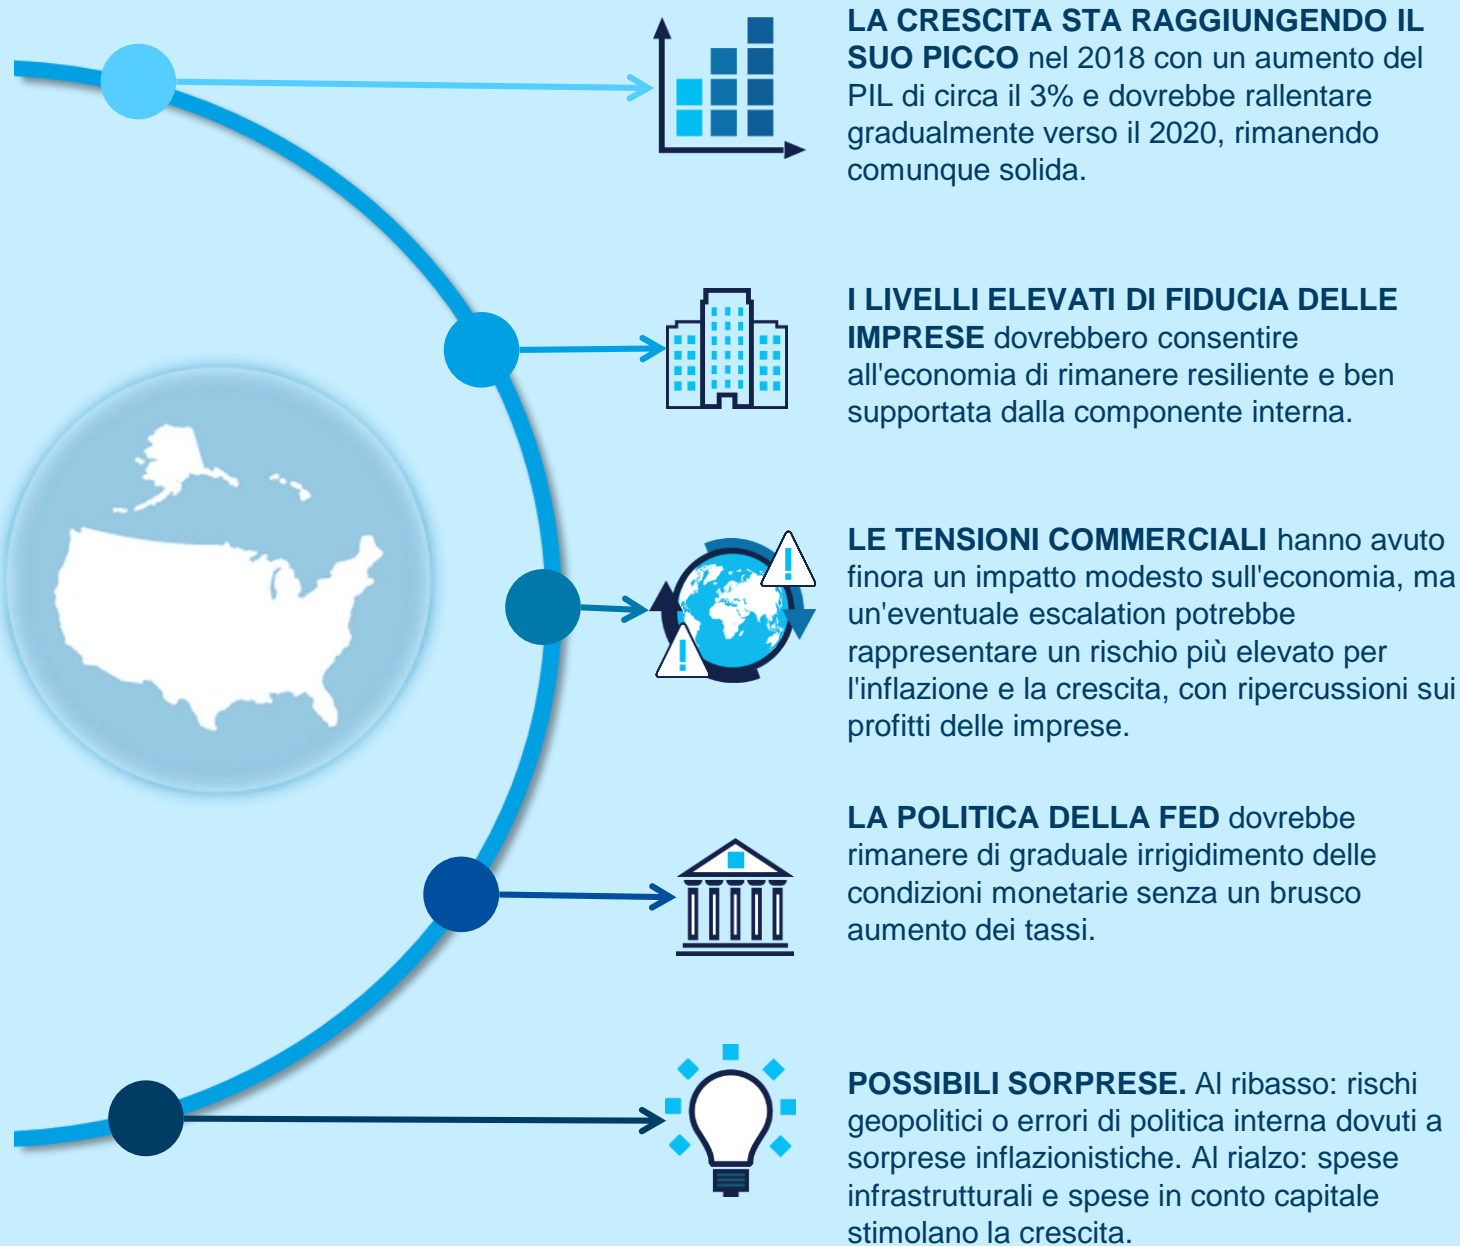 LA CRESCITA STA RAGGIUNGENDO IL
SUO PICCO nel 2018 con un aumento del
PIL di circa il 3% e dovrebbe rallentare
gradualmente verso il 2020, rimanendo
comunque solida.
I LIVELLI ELEVATI DI FIDUCIA DELLE
IMPRESE dovrebbero consentire
all'economia di rimanere resiliente e ben
supportata dalla componente interna.
LE TENSIONI COMMERCIALI hanno avuto
finora un impatto modesto sull'economia, ma
un'eventuale escalation potrebbe
rappresentare un rischio più elevato per
l'inflazione e la crescita, con ripercussioni sui
profitti delle imprese.
LA POLITICA DELLA FED dovrebbe
rimanere di graduale irrigidimento delle
condizioni monetarie senza un brusco
aumento dei tassi.
POSSIBILI SORPRESE. Al ribasso: rischi
geopolitici o errori di politica interna dovuti a
sorprese inflazionistiche. Al rialzo: spese
infrastrutturali e spese in conto capitale
stimolano la crescita.